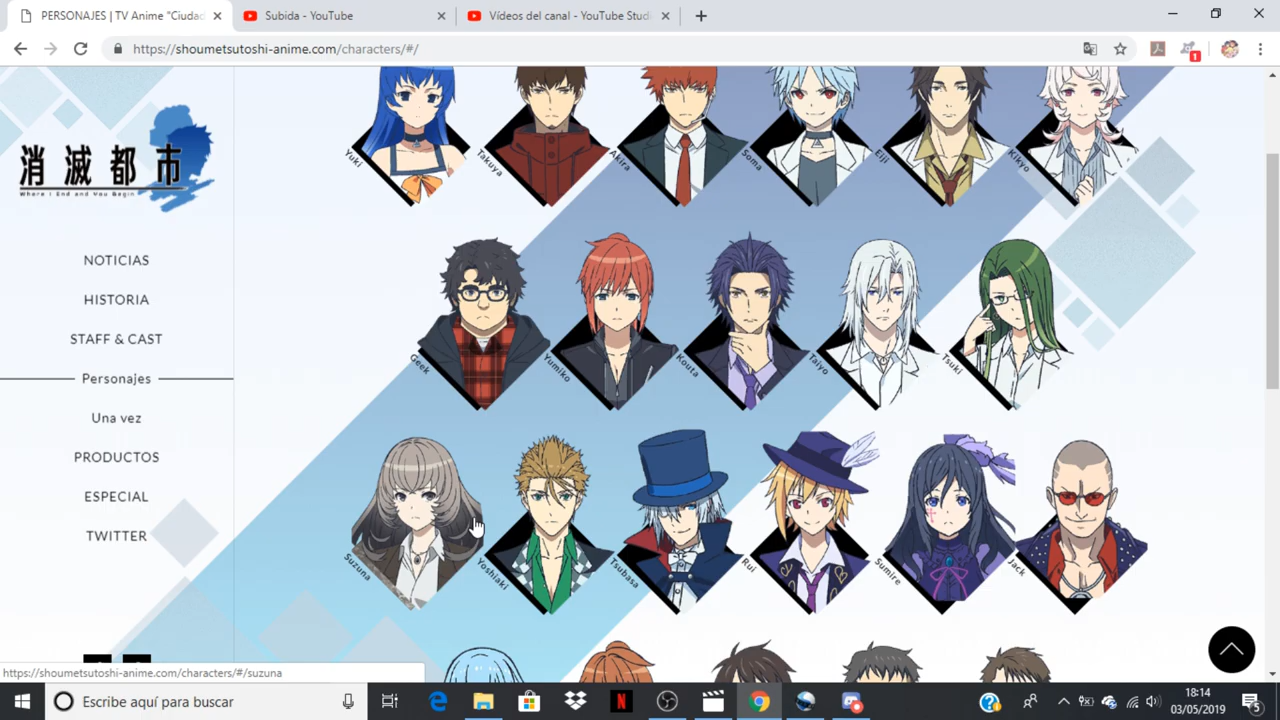 PERSONAJES | TV Anime "Ciudad
Subida - YouTube
Vídeos del canal - YouTube Studi
https://shoumetsutoshi-anime.com/characters/#/
1
消滅都市
Where I End and You Begin
NOTICIAS
HISTORIA
STAFF & CAST
Personajes
Una vez
PRODUCTOS
ESPECIAL
TWITTER
Yuki
Takuya
Akira
Soma
Eiji
Kikyo
Geek
Yumiko
Kouta
Taiyo
Tsuki
Suzuna
Yoshiaki
Tsubasa
Rui
Sumire
Jack
https://shoumetsutoshi-anime.com/characters/#/suzuna
Escribe aquí para buscar
18:14
03/05/2019
5